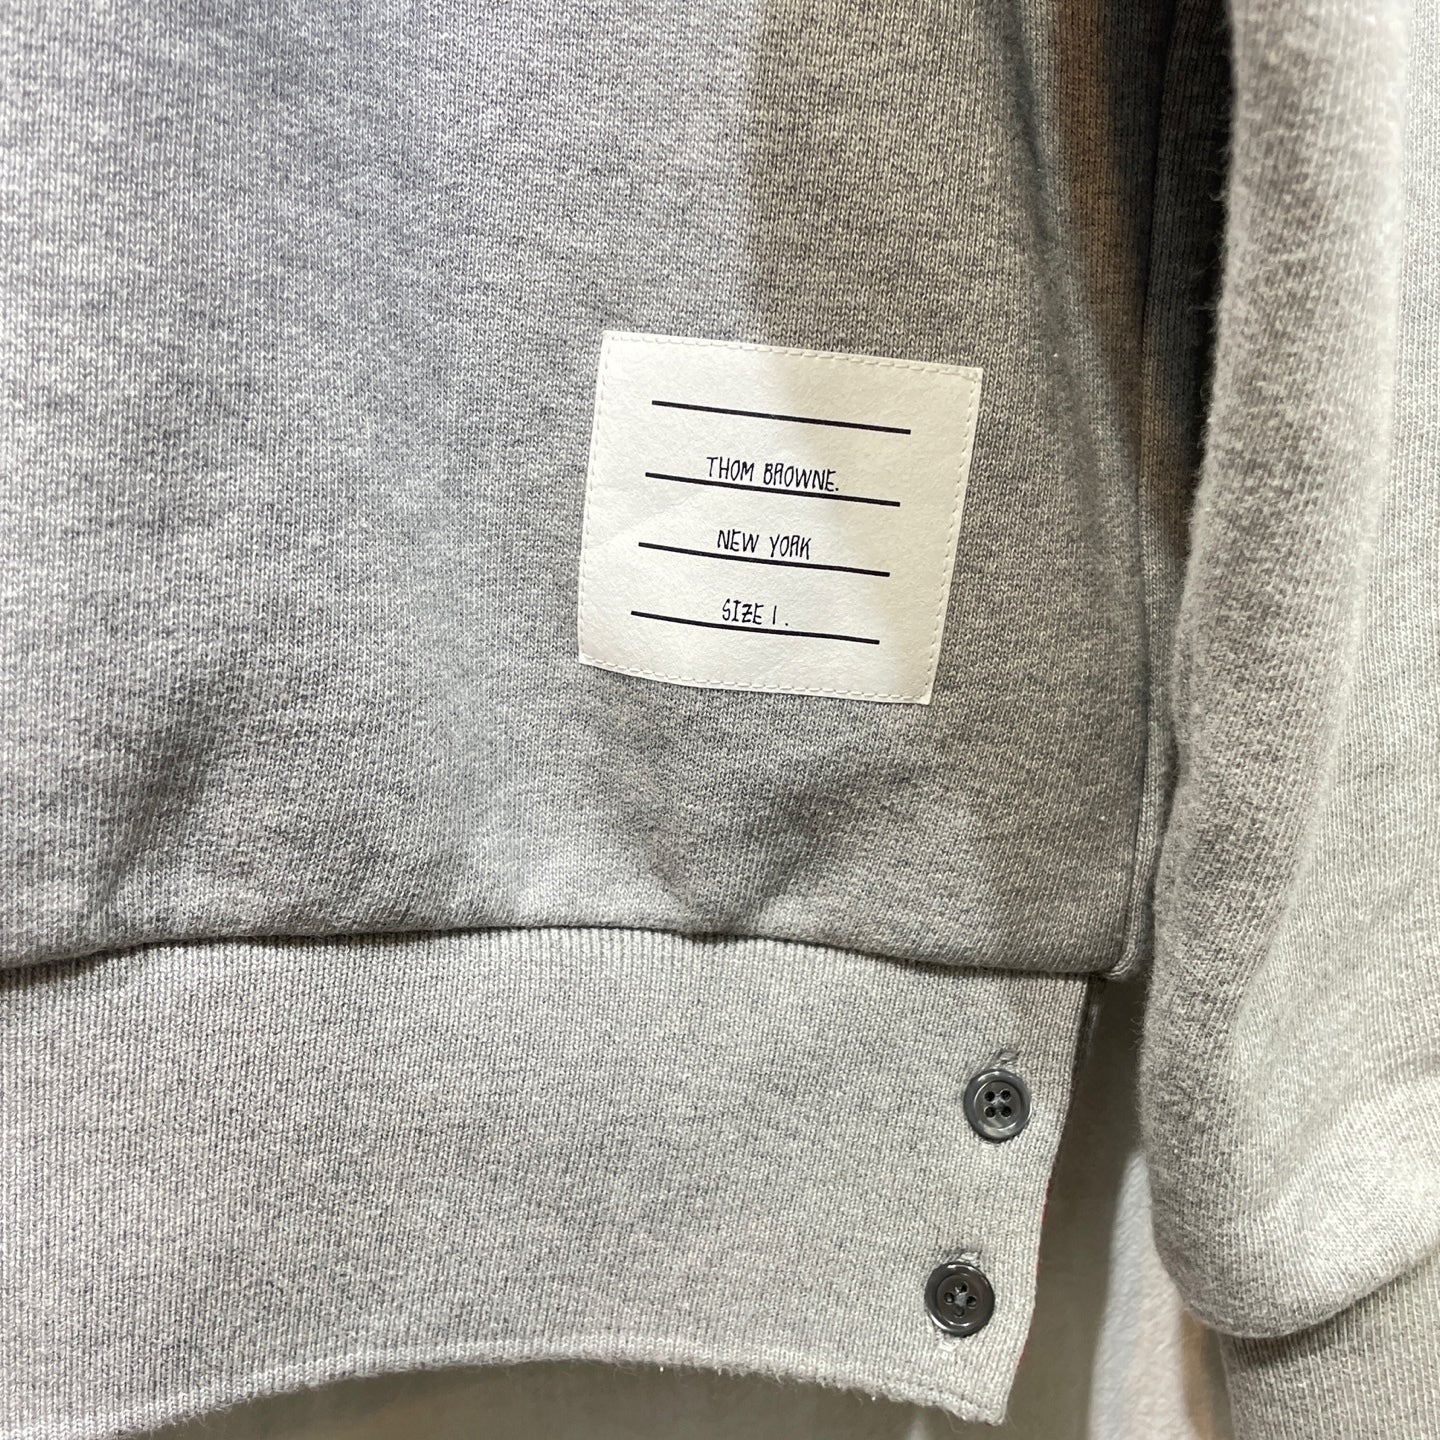 THOM BROWNE.
NEW YORK
SIZE 1.